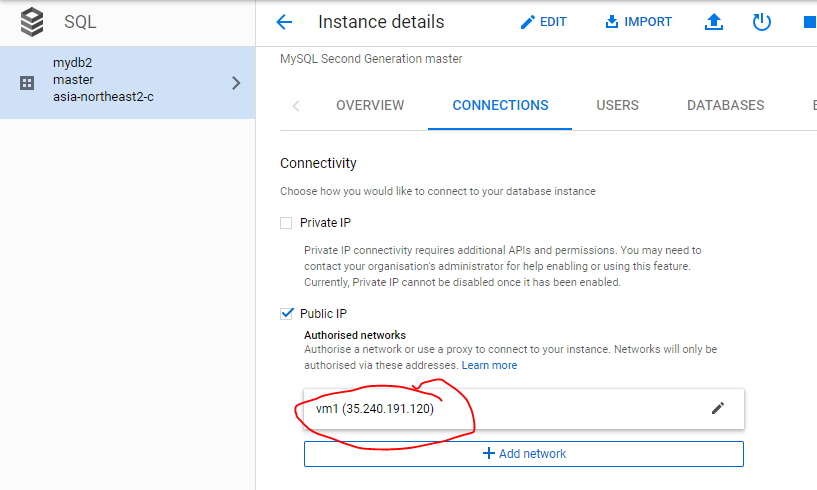 SQL
Instance details
EDIT
IMPORT
mydb2
master
asia-northeast2-c
MySQL Second Generation master
OVERVIEW
CONNECTIONS
USERS
DATABASES
Connectivity
Choose how you would like to connect to your database instance
Private IP
Private IP connectivity requires additional APIs and permissions. You may need to
contact your organisation's administrator for help enabling or using this feature.
Currently, Private IP cannot be disabled once it has been enabled.
Public IP
Authorised networks
Authorise a network or use a proxy to connect to your instance. Networks will only be
authorised via these addresses. Learn more
vm1 (35.240.191.120)
Add network